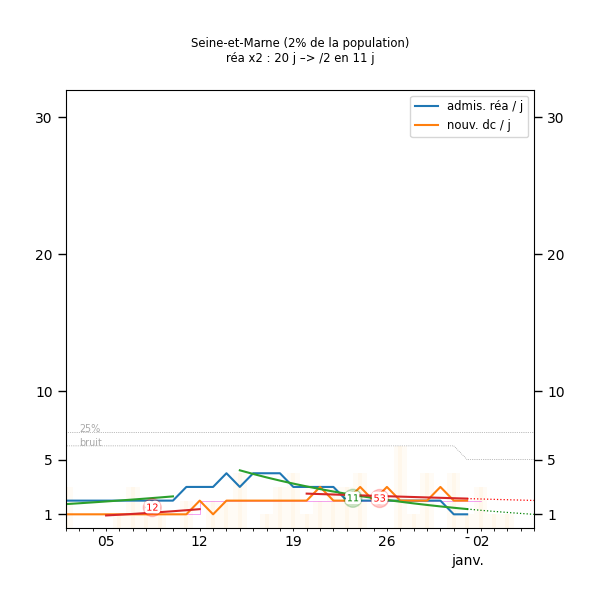 Seine-et-Marne (2% de la population)
réa x2 : 20 j –> /2 en 11 j
admis. réa / j
nouv. dc / j
30 30
20 20
10 10
25%
bruit
5 5
12 11 53
1 1
05 12 19 26 - 02
janv.